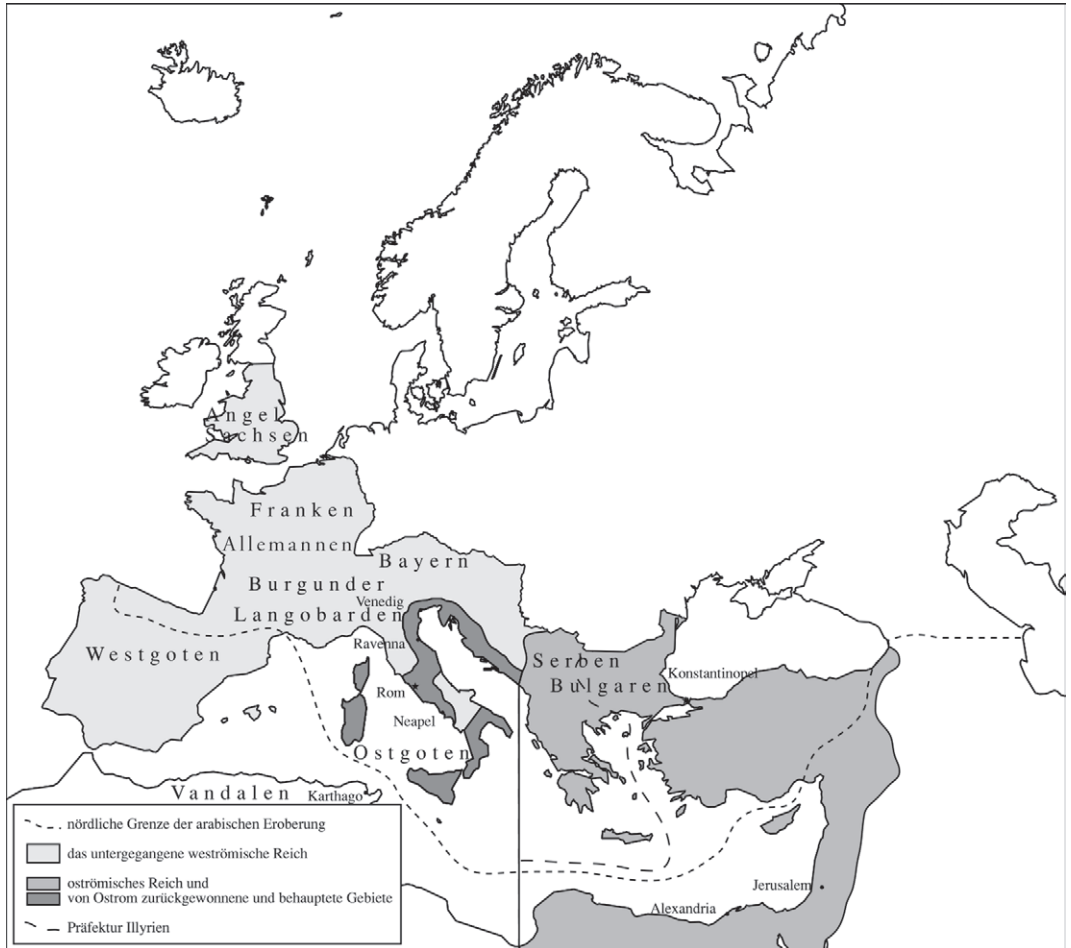 Angel
Sachsen
Franken
Allemannen
Bayern
Burgunder
Venedig
Langobarden
Ravenna
Westgoten
Serben
Konstantinopel
Bulgaren
Rom
Neapel
Ostgoten
Vandalen
Karthago
nördliche Grenze der arabischen Eroberung
das untergegangene weströmische Reich
oströmisches Reich und
von Ostrom zurückgewonnene und behauptete Gebiete
Präfektur Illyrien
Jerusalem
Alexandria